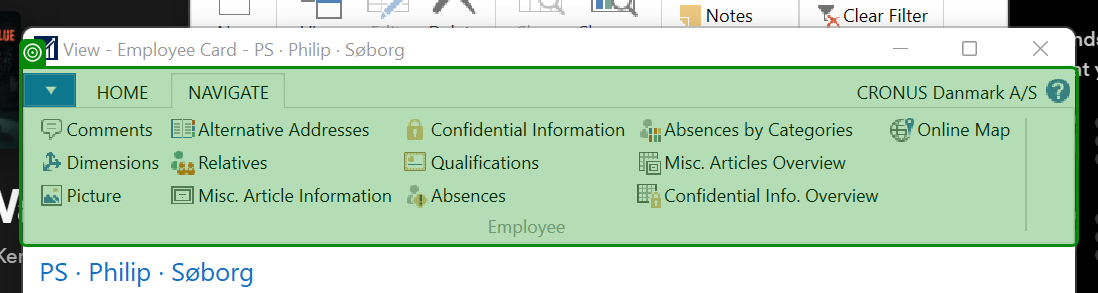 Notes
Clear Filter
View - Employee Card - PS · Philip · Søborg
HOME
NAVIGATE
CRONUS Danmark A/S
Comments
Alternative Addresses
Confidential Information
Absences by Categories
Online Map
Dimensions
Relatives
Qualifications
Misc. Articles Overview
Picture
Misc. Article Information
Absences
Confidential Info. Overview
Employee
PS · Philip · Søborg